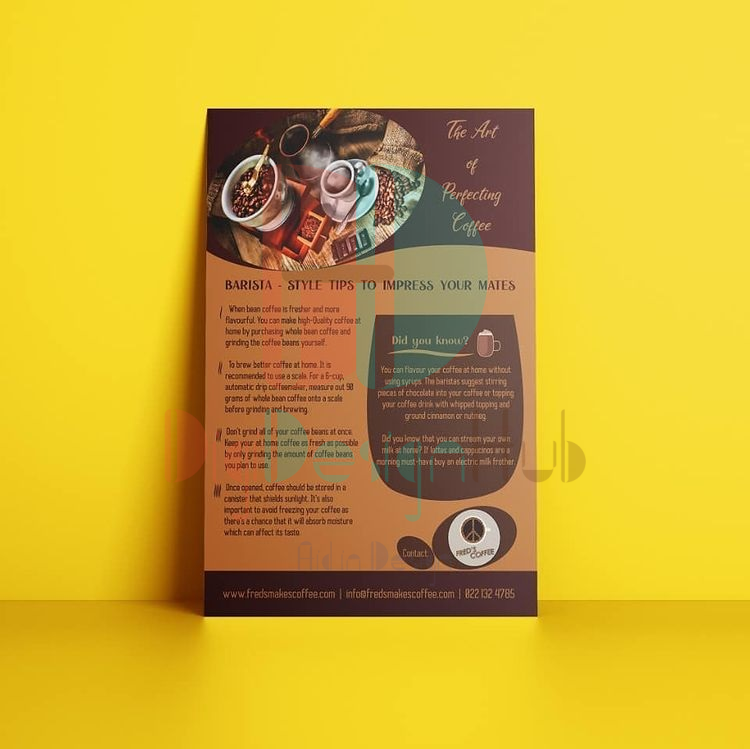 The Art
of
Perfecting
Coffee
BARISTA - STYLE TIPS TO IMPRESS YOUR MATES
When bean coffee is fresher and more
flavourful. You can make high-Quality coffee at
home by purchasing whole bean coffee and
grinding the coffee beans yourself.
To brew better coffee at home. It is
recommended to use a scale. For a 6-cup,
automatic drip coffeemaker, measure out 90
grams of whole bean coffee onto a scale
before grinding and brewing.
Don't grind all of your coffee beans at once.
Keep your at home coffee as fresh as possible
by only grinding the amount of coffee beans
you plan to use.
Once opened, coffee should be stored in a
canister that shields sunlight. It's also
important to avoid freezing your coffee as
there's a chance that it will absorb moisture
which can affect its taste.
Did you know?
You can flavour your coffee at home without
using syrups. The baristas suggest stirring
pieces of chocolate into your coffee or topping
your coffee drink with whipped topping and
ground cinnamon or nutmeg.
Did you know that you can stream your own
milk at home? If lattes and cappucinos are a
morning must-have buy an electric milk frother.
Design Hub
Contact:
FRED'S
COFFEE
www.fredsmakescoffee.com | info@fredsmakescoffee.com | 022 132 4785